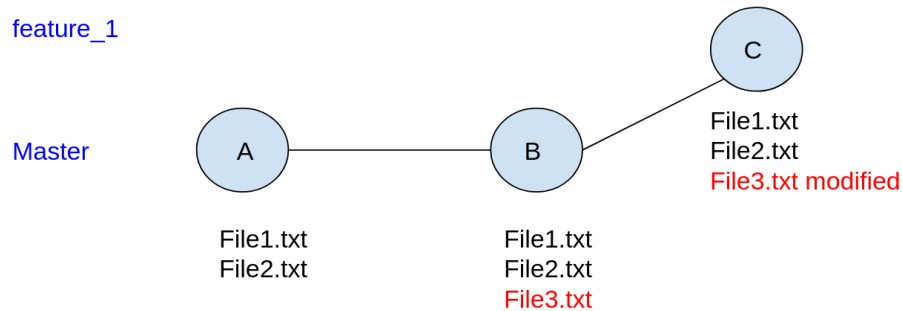 feature_1
C
File1.txt
File2.txt
File3.txt modified
Master
A
B
File1.txt
File2.txt
File1.txt
File2.txt
File3.txt